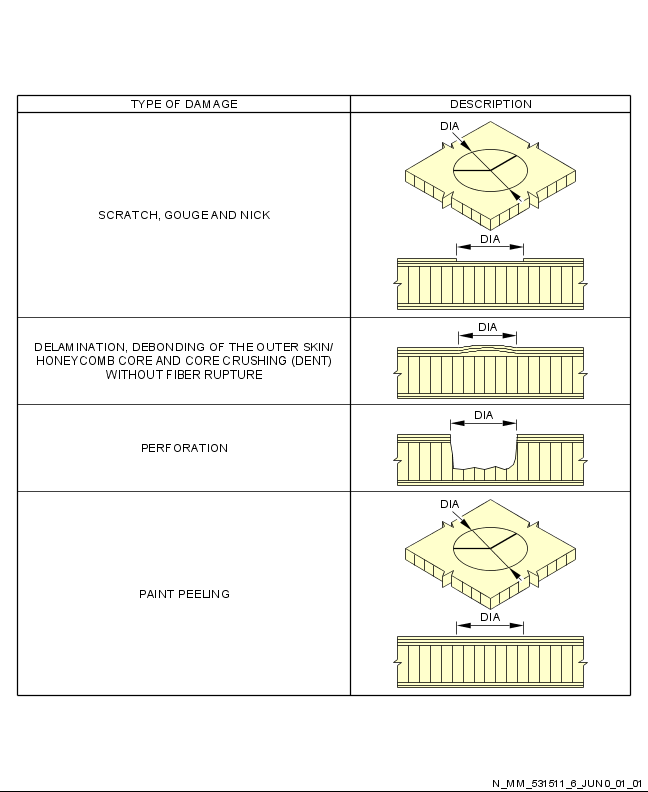 TYPE OF DAMAGE
DESCRIPTION
SCRATCH, GOUGE AND NICK
DIA
DIA
DELAMINATION, DEBONDING OF THE OUTER SKIN/
HONEYCOMB CORE AND CORE CRUSHING (DENT)
WITHOUT FIBER RUPTURE
DIA
PERFORATION
DIA
PAINT PEELING
DIA
DIA
N_MM_531511_6_JUN0_01_01